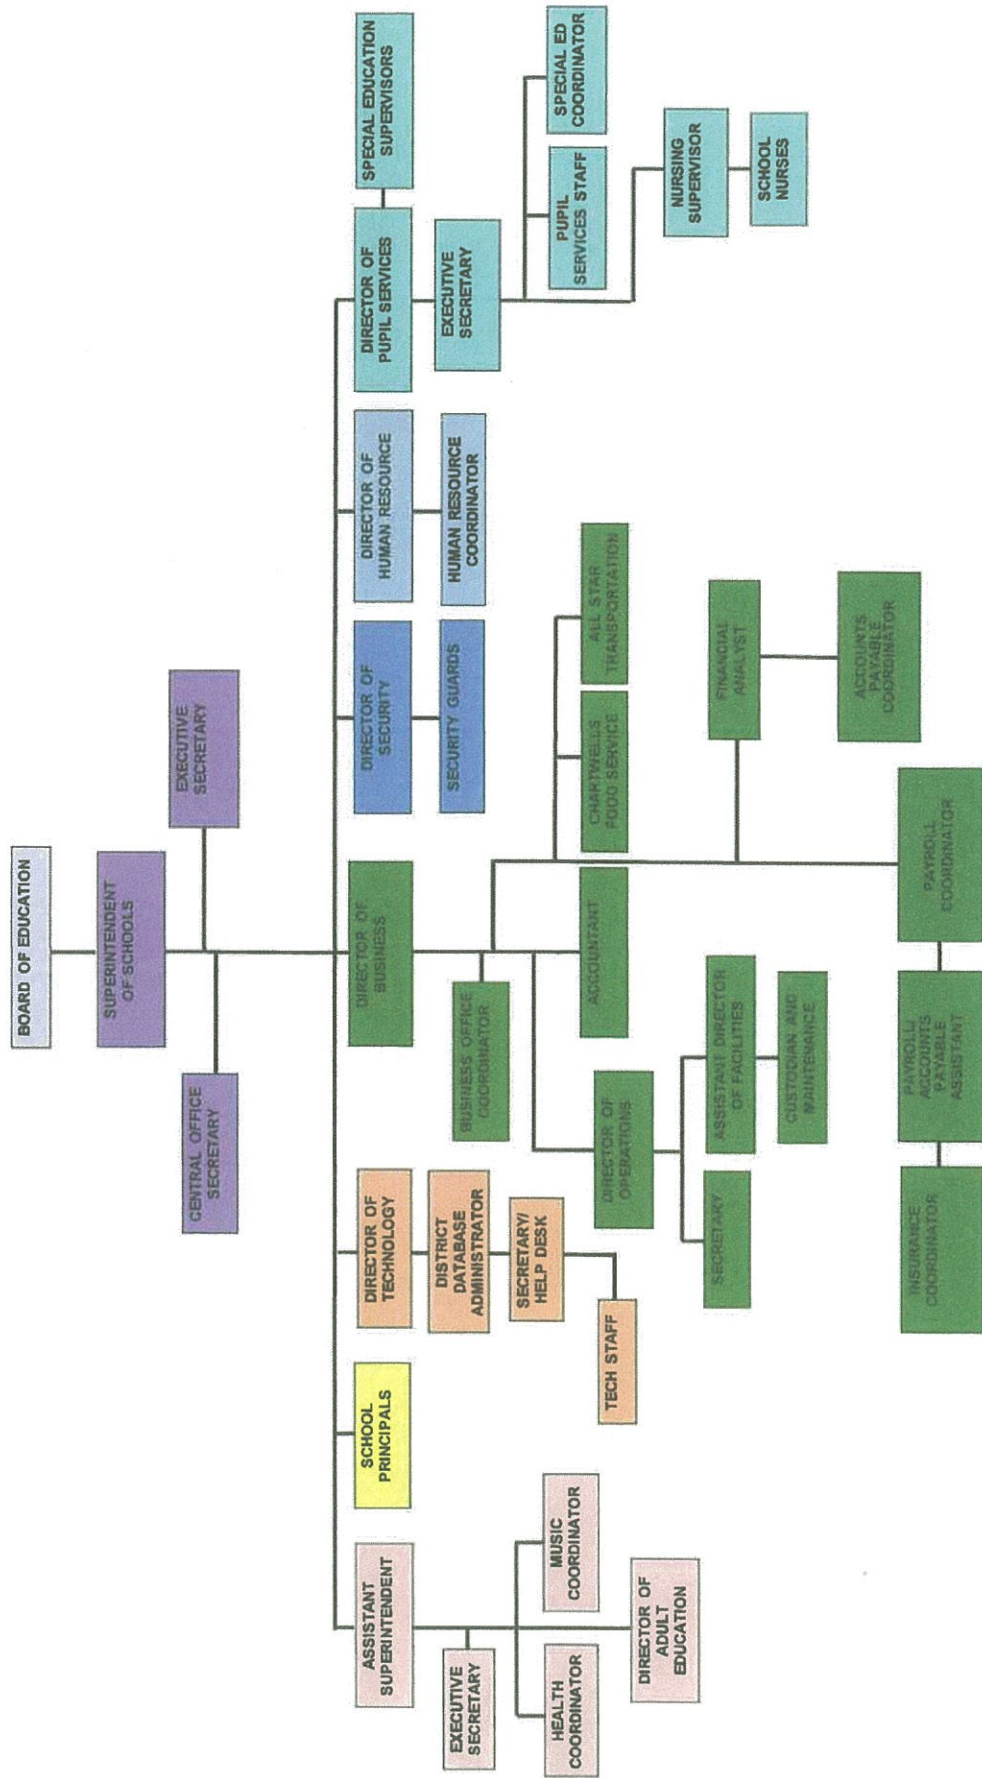 BOARD OF EDUCATION
SUPERINTENDENT
OF SCHOOLS
CENTRAL OFFICE
SECRETARY
EXECUTIVE
SECRETARY
ASSISTANT
SUPERINTENDENT
SCHOOL
PRINCIPALS
DIRECTOR OF
TECHNOLOGY
DIRECTOR OF
BUSINESS
DIRECTOR OF
SECURITY
DIRECTOR OF
HUMAN RESOURCE
DIRECTOR OF
PUPIL SERVICES
SPECIAL EDUCATION
SUPERVISORS
EXECUTIVE
SECRETARY
HEALTH
COORDINATOR
MUSIC
COORDINATOR
DIRECTOR OF
ADULT
EDUCATION
DISTRICT
DATABASE
ADMINISTRATOR
SECRETARY/
HELP DESK
TECH STAFF
BUSINESS OFFICE
COORDINATOR
DIRECTOR OF
OPERATIONS
ACCOUNTANT
SECRETARY
ASSISTANT DIRECTOR
OF FACILITIES
CUSTODIAN AND
MAINTENANCE
CHARTWELLS
FOOD SERVICE
ALL STAR
TRANSPORTATION
FINANCIAL
ANALYST
ACCOUNTS
PAYABLE
COORDINATOR
INSURANCE
COORDINATOR
PAYROLL/
ACCOUNTS
PAYABLE
ASSISTANT
PAYROLL
COORDINATOR
SECURITY GUARDS
HUMAN RESOURCE
COORDINATOR
EXECUTIVE
SECRETARY
PUPIL
SERVICES STAFF
SPECIAL ED
COORDINATOR
NURSING
SUPERVISOR
SCHOOL
NURSES